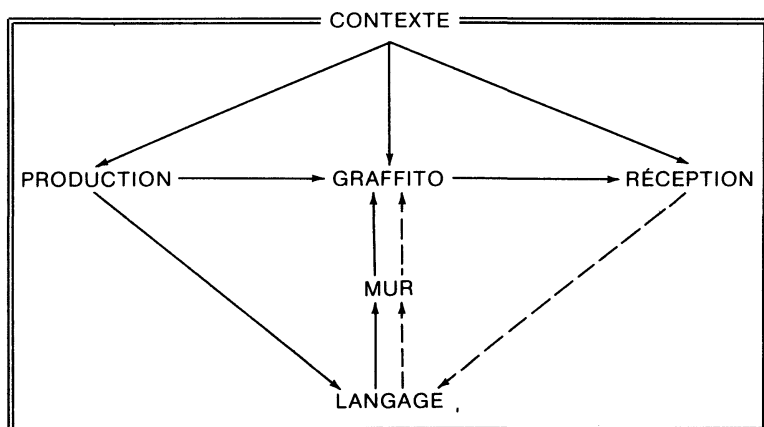 CONTEXTE
PRODUCTION GRAFFITO RÉCEPTION
MUR
LANGAGE